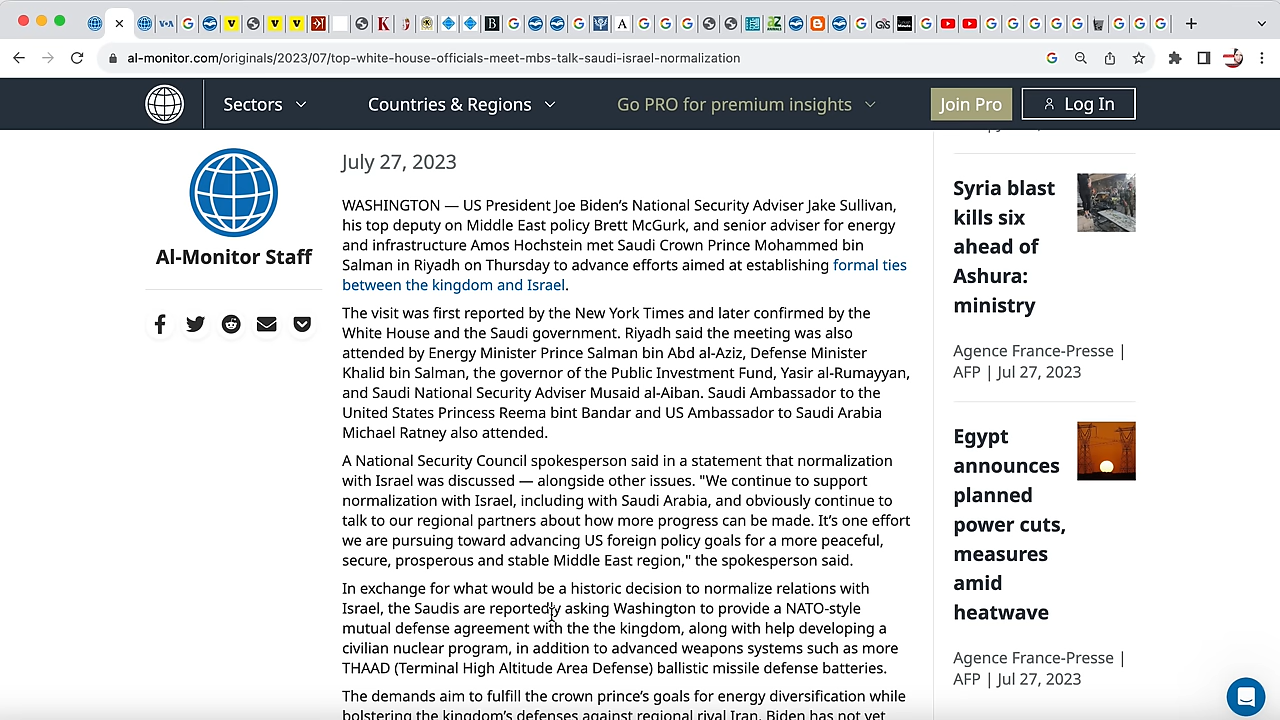 al-monitor.com/originals/2023/07/top-white-house-officials-meet-mbs-talk-saudi-israel-normalization
Sectors
Countries & Regions
Go PRO for premium insights
Join Pro
Log In
Al-Monitor Staff
July 27, 2023
WASHINGTON — US President Joe Biden’s National Security Adviser Jake Sullivan,
his top deputy on Middle East policy Brett McGurk, and senior adviser for energy
and infrastructure Amos Hochstein met Saudi Crown Prince Mohammed bin
Salman in Riyadh on Thursday to advance efforts aimed at establishing formal ties
between the kingdom and Israel.
The visit was first reported by the New York Times and later confirmed by the
White House and the Saudi government. Riyadh said the meeting was also
attended by Energy Minister Prince Salman bin Abd al-Aziz, Defense Minister
Khalid bin Salman, the governor of the Public Investment Fund, Yasir al-Rumayyan,
and Saudi National Security Adviser Musaid al-Aiban. Saudi Ambassador to the
United States Princess Reema bint Bandar and US Ambassador to Saudi Arabia
Michael Ratney also attended.
A National Security Council spokesperson said in a statement that normalization
with Israel was discussed — alongside other issues. "We continue to support
normalization with Israel, including with Saudi Arabia, and obviously continue to
talk to our regional partners about how more progress can be made. It’s one effort
we are pursuing toward advancing US foreign policy goals for a more peaceful,
secure, prosperous and stable Middle East region," the spokesperson said.
In exchange for what would be a historic decision to normalize relations with
Israel, the Saudis are reportedly asking Washington to provide a NATO-style
mutual defense agreement with the the kingdom, along with help developing a
civilian nuclear program, in addition to advanced weapons systems such as more
THAAD (Terminal High Altitude Area Defense) ballistic missile defense batteries.
The demands aim to fulfill the crown prince’s goals for energy diversification while
bolstering the kingdom’s defenses against regional rival Iran. Biden has not yet
Syria blast
kills six
ahead of
Ashura:
ministry
Agence France-Presse |
AFP | Jul 27, 2023
Egypt
announces
planned
power cuts,
measures
amid
heatwave
Agence France-Presse |
AFP | Jul 27, 2023